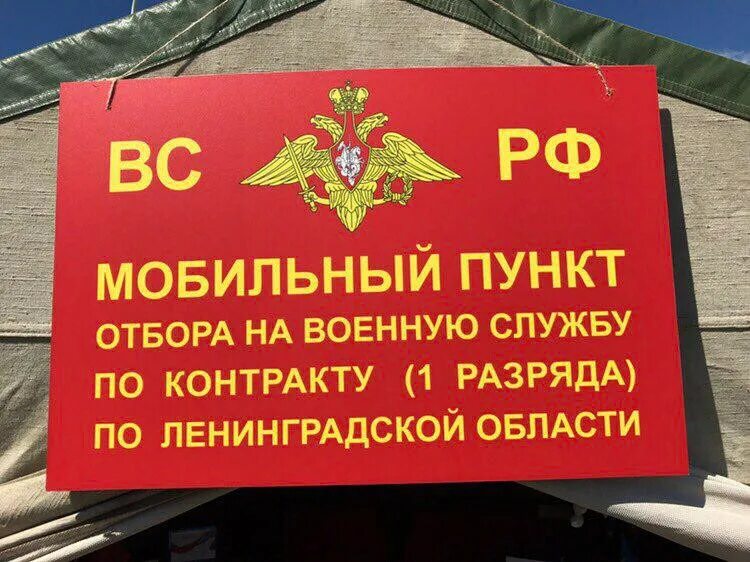 ВС РФ
МОБИЛЬНЫЙ ПУНКТ
ОТБОРА НА ВОЕННУЮ СЛУЖБУ
ПО КОНТРАКТУ (1 РАЗРЯДА)
ПО ЛЕНИНГРАДСКОЙ ОБЛАСТИ